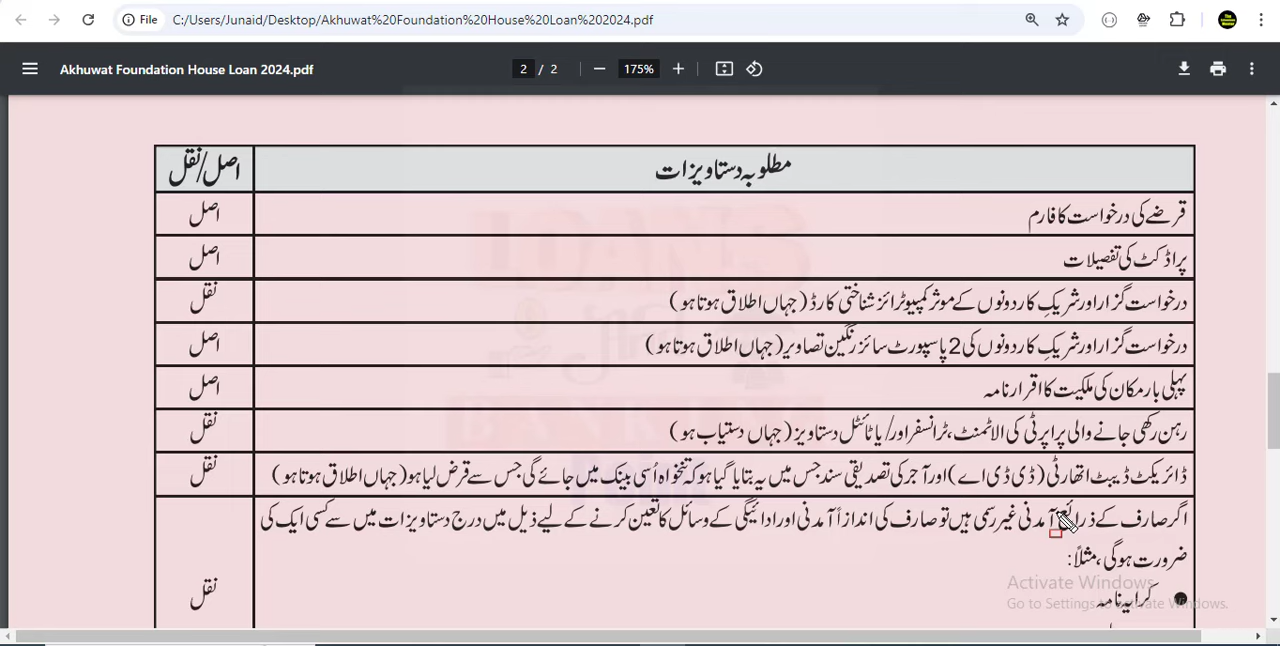 File C:/Users/Junaid/Desktop/Akhuwat%20Foundation%20House%20Loan%202024.pdf
Akhuwat Foundation House Loan 2024.pdf 2 / 2 175%
مطلوبہ دستاویزات اصل/نقل
قرضے کی درخواست کا فارم اصل
پراڈکٹ کی تفصیلات اصل
درخواست گزار اور شریکِ کار دونوں کے موثر کمپیوٹرائز شناختی کارڈ (جہاں اطلاق ہوتا ہو) نقل
درخواست گزار اور شریکِ کار دونوں کی 2 پاسپورٹ سائز رنگین تصاویر (جہاں اطلاق ہوتا ہو) اصل
پہلی بار مکان کی ملکیت کا اقرار نامہ اصل
رہن رکھی جانے والی پراپرٹی کی الاٹمنٹ، ٹرانسفر اور/ یا ٹائٹل دستاویز (جہاں دستیاب ہو) نقل
ڈائریکٹ ڈیبٹ اتھارٹی (ڈی ڈی اے) اور آجر کی تصدیقی سند جس میں یہ بتایا گیا ہو کہ تنخواہ اُسی بینک میں جائے گی جس سے قرض لیا ہو (جہاں اطلاق ہوتا ہو) نقل
اگر صارف کے ذرائع آمدنی غیر رسمی ہیں تو صارف کی اندازاً آمدنی اور ادائیگی کے وسائل کا تعین کرنے کے لیے ذیل میں درج دستاویزات میں سے کسی ایک کی
ضرورت ہوگی، مثلاً:
● کرایہ نامہ نقل
Activate Windows
Go to Settings to activate Windows.
LOANS